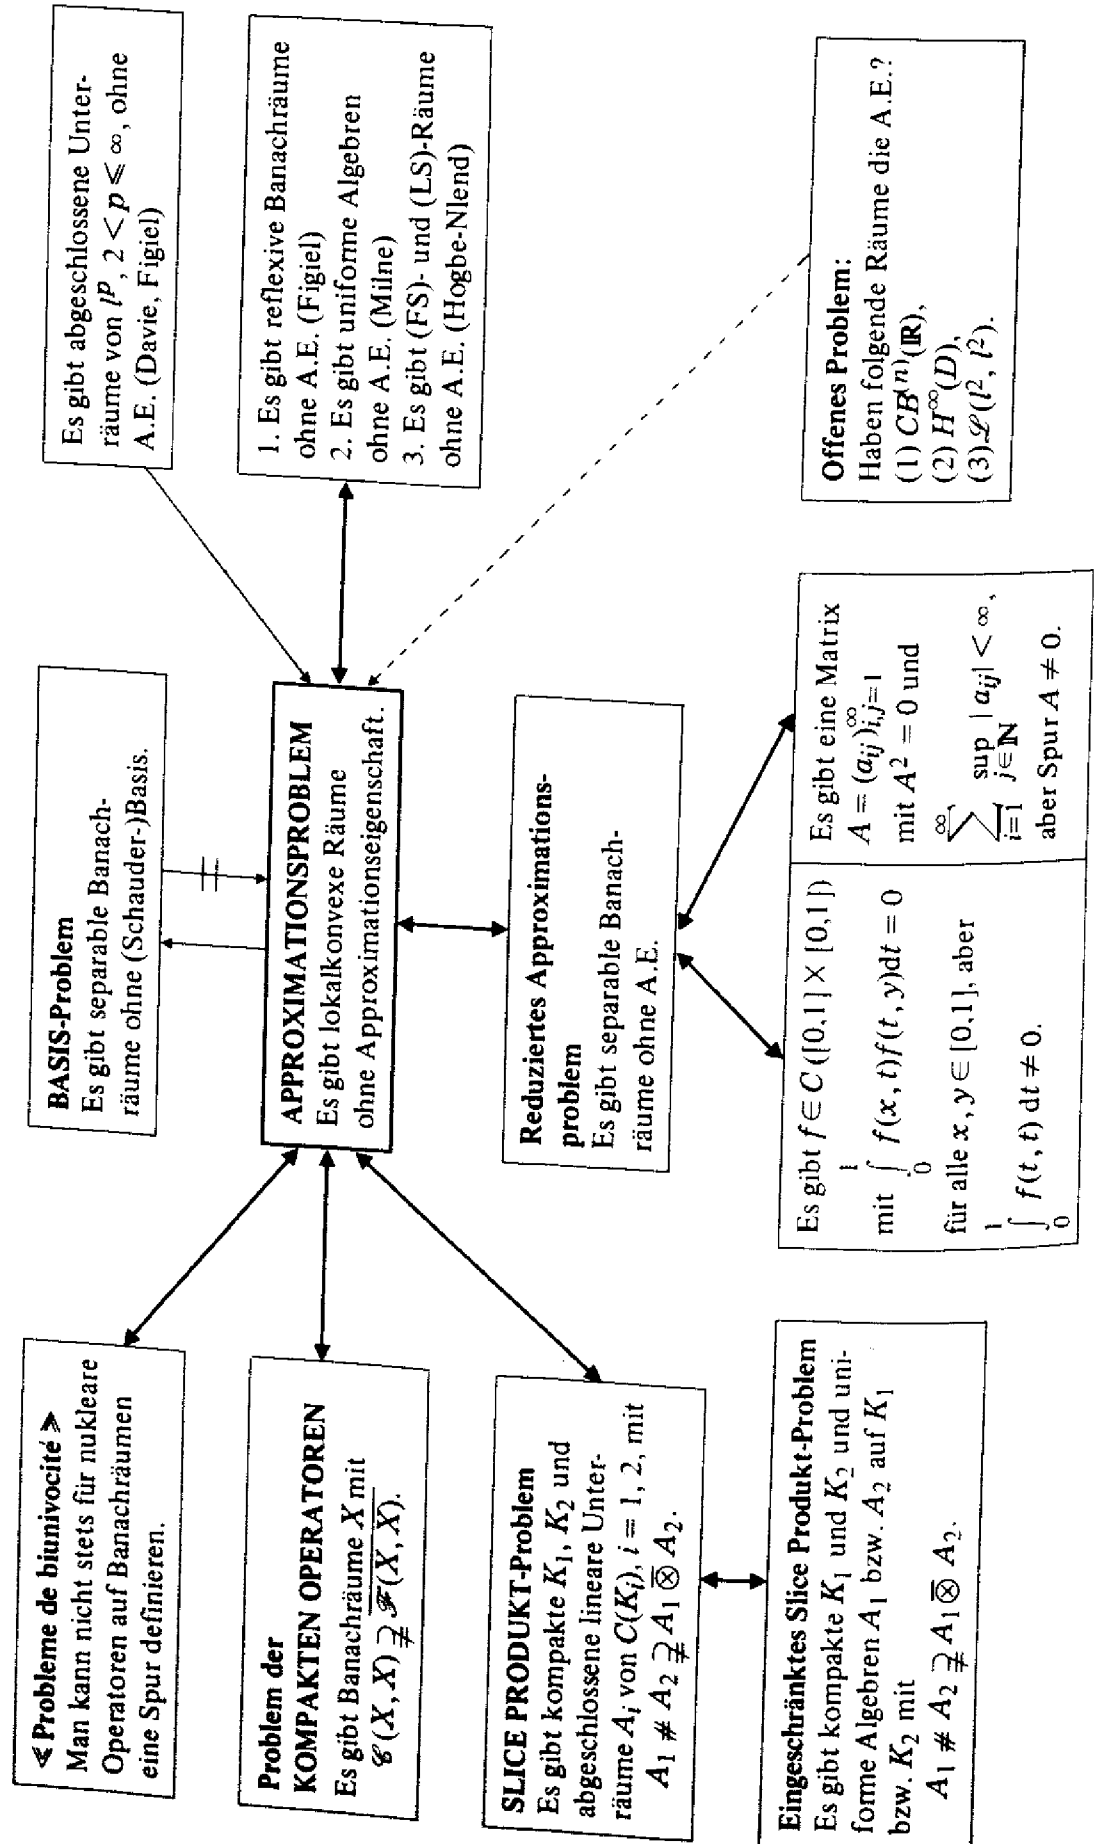 ≪Probleme de biunivocité≫
Man kann nicht stets für nukleare
Operatoren auf Banachräumen
eine Spur definieren.
Problem der
KOMPAKTEN OPERATOREN
Es gibt Banachräume X mit
𝒞(X, X) ⊋ \overline{ℱ(X, X)}.
SLICE PRODUKT-Problem
Es gibt kompakte K₁, K₂ und
abgeschlossene lineare Unter-
räume Aᵢ von C(Kᵢ), i = 1, 2, mit
A₁ # A₂ ⊋ A₁ ⊗̅ A₂.
Eingeschränktes Slice Produkt-Problem
Es gibt kompakte K₁ und K₂ und uni-
forme Algebren A₁ bzw. A₂ auf K₁
bzw. K₂ mit
A₁ # A₂ ⊋ A₁ ⊗̅ A₂.
BASIS-Problem
Es gibt separable Banach-
räume ohne (Schauder-)Basis.
APPROXIMATIONSPROBLEM
Es gibt lokalkonvexe Räume
ohne Approximationseigenschaft.
Reduziertes Approximations-
problem
Es gibt separable Banach-
räume ohne A.E.
Es gibt f ∈ C([0,1] × [0,1])
mit ∫₀¹ f(x, t)f(t, y)dt = 0
für alle x, y ∈ [0,1], aber
∫₀¹ f(t, t) dt ≠ 0.
Es gibt eine Matrix
A = (aᵢⱼ)^∞_{i,j=1}
mit A² = 0 und
∑_{i=1}^∞ sup_{j∈ℕ} |aᵢⱼ| < ∞,
aber Spur A ≠ 0.
Es gibt abgeschlossene Unter-
räume von lᵖ, 2 < p ⩽ ∞, ohne
A.E. (Davie, Figiel)
1. Es gibt reflexive Banachräume
ohne A.E. (Figiel)
2. Es gibt uniforme Algebren
ohne A.E. (Milne)
3. Es gibt (FS)- und (LS)-Räume
ohne A.E. (Hogbe-Nlend)
Offenes Problem:
Haben folgende Räume die A.E.?
(1) CB⁽ⁿ⁾(ℝ),
(2) H^∞(D),
(3) ℒ(l², l²).